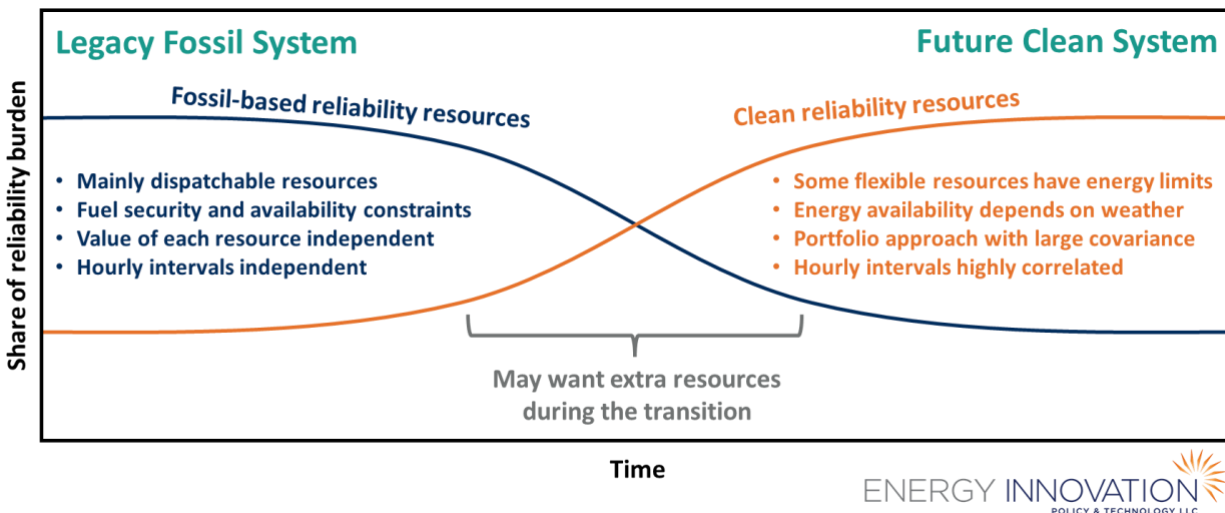 Legacy Fossil System
Future Clean System
Fossil-based reliability resources
Clean reliability resources
Share of reliability burden
• Mainly dispatchable resources
• Fuel security and availability constraints
• Value of each resource independent
• Hourly intervals independent
• Some flexible resources have energy limits
• Energy availability depends on weather
• Portfolio approach with large covariance
• Hourly intervals highly correlated
May want extra resources
during the transition
Time
ENERGY INNOVATION
POLICY & TECHNOLOGY LLC